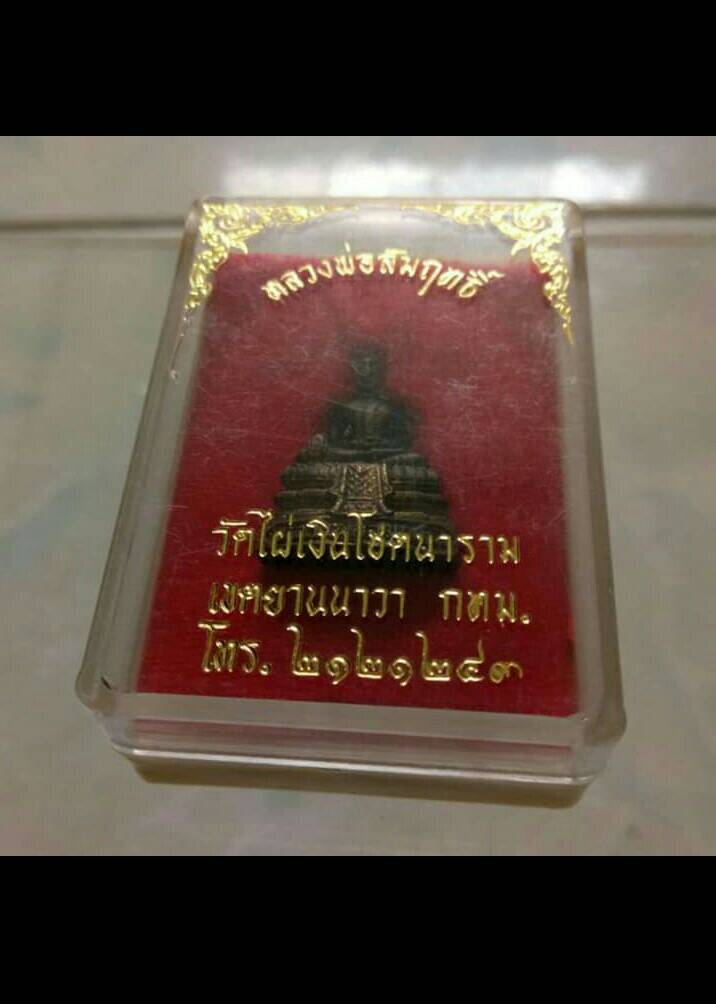 หลวงพ่อสัมฤทธิ์
วัดไผ่เงินโชตนาราม
เขตยานนาวา กทม.
โทร. ๒๑๒๑๒๔๓